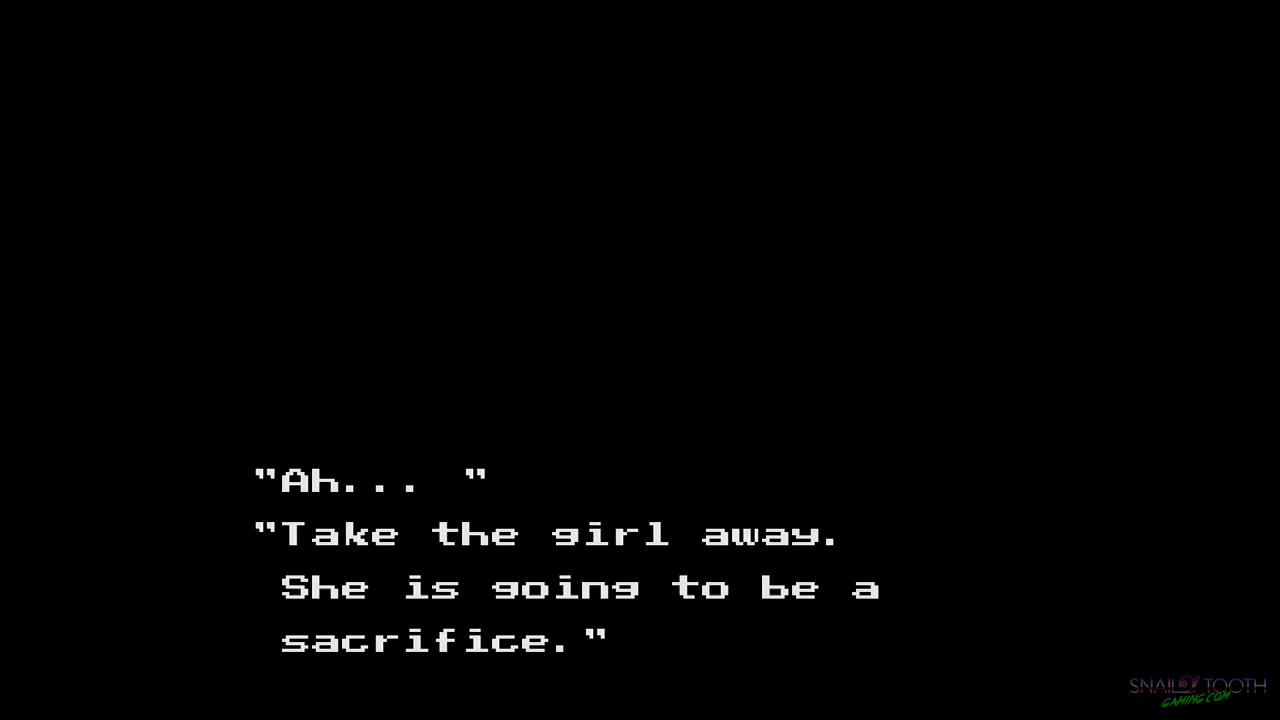 "Ah... "
"Take the girl away.
She is going to be a
sacrifice."
SNAIL TOOTH
GAMING.COM